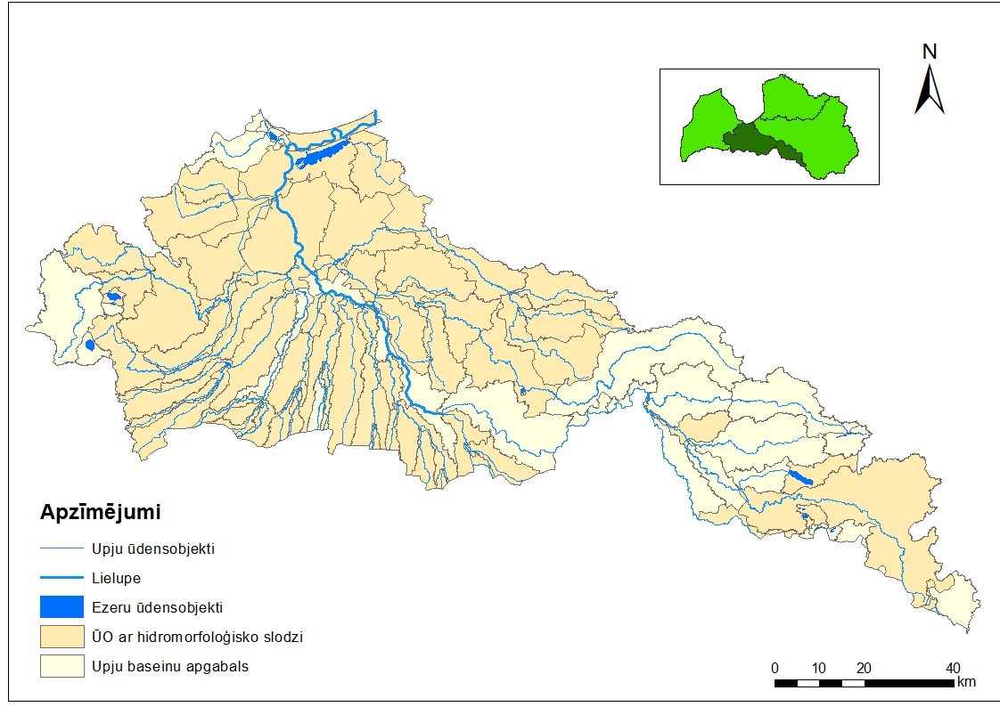 N
Apzīmējumi
Upju ūdensobjekti
Lielupe
Ezeru ūdensobjekti
ŪO ar hidromorfoloģisko slodzi
Upju baseinu apgabals
0 10 20 40
km